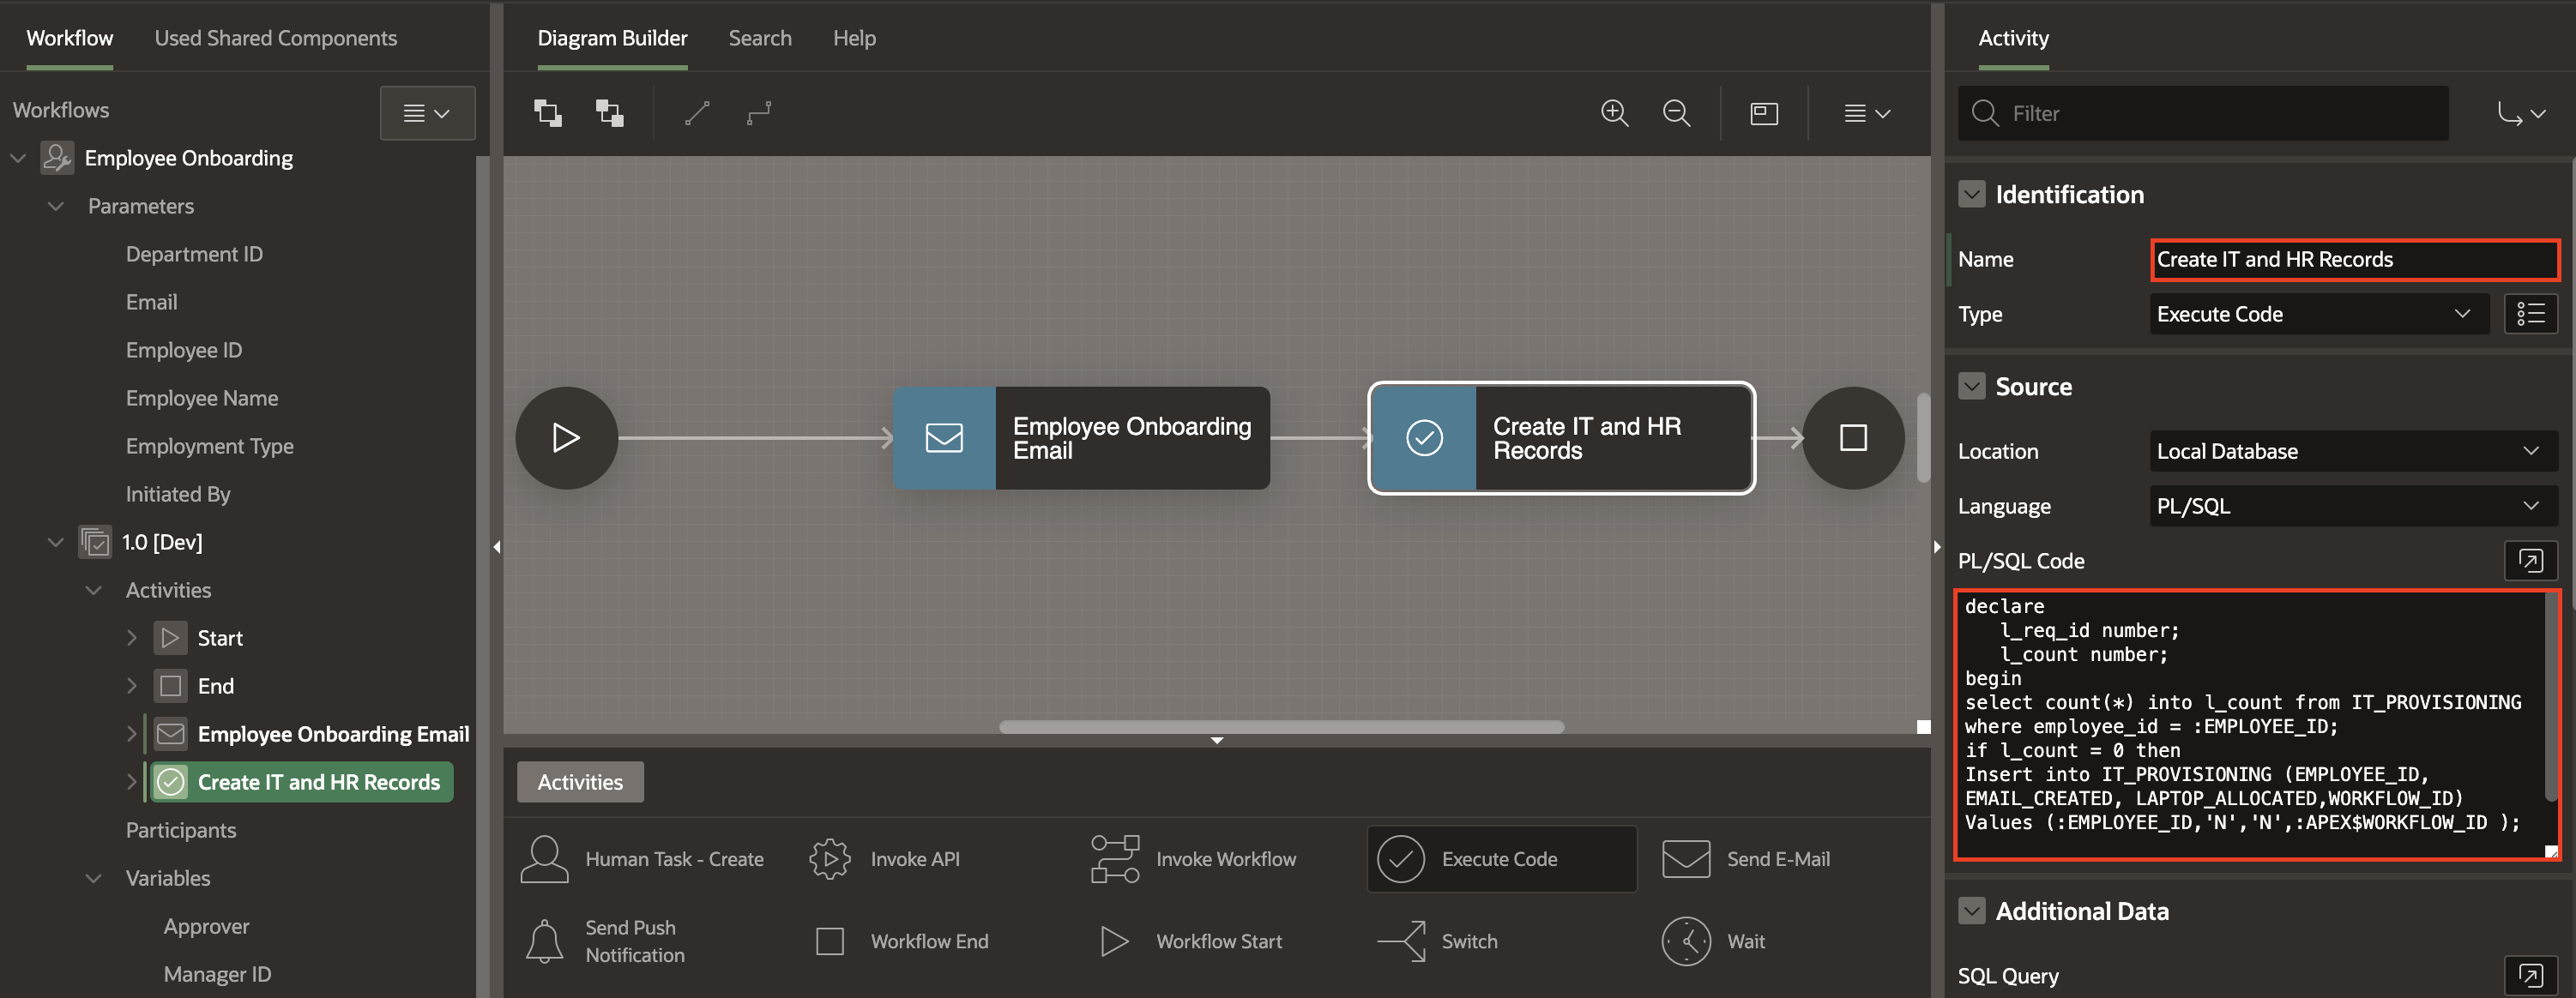 Workflow
Used Shared Components
Workflows
Employee Onboarding
Parameters
Department ID
Email
Employee ID
Employee Name
Employment Type
Initiated By
1.0 [Dev]
Activities
Start
End
Employee Onboarding Email
Create IT and HR Records
Participants
Variables
Approver
Manager ID
Diagram Builder
Search
Help
Employee Onboarding
Email
Create IT and HR
Records
Activities
Human Task - Create
Invoke API
Invoke Workflow
Execute Code
Send E-Mail
Send Push
Notification
Workflow End
Workflow Start
Switch
Wait
Activity
Filter
Identification
Name
Create IT and HR Records
Type
Execute Code
Source
Location
Local Database
Language
PL/SQL
PL/SQL Code
declare
l_req_id number;
l_count number;
begin
select count(*) into l_count from IT_PROVISIONING
where employee_id = :EMPLOYEE_ID;
if l_count = 0 then
Insert into IT_PROVISIONING (EMPLOYEE_ID,
EMAIL_CREATED, LAPTOP_ALLOCATED,WORKFLOW_ID)
Values (:EMPLOYEE_ID,'N','N',:APEX$WORKFLOW_ID );
Additional Data
SQL Query